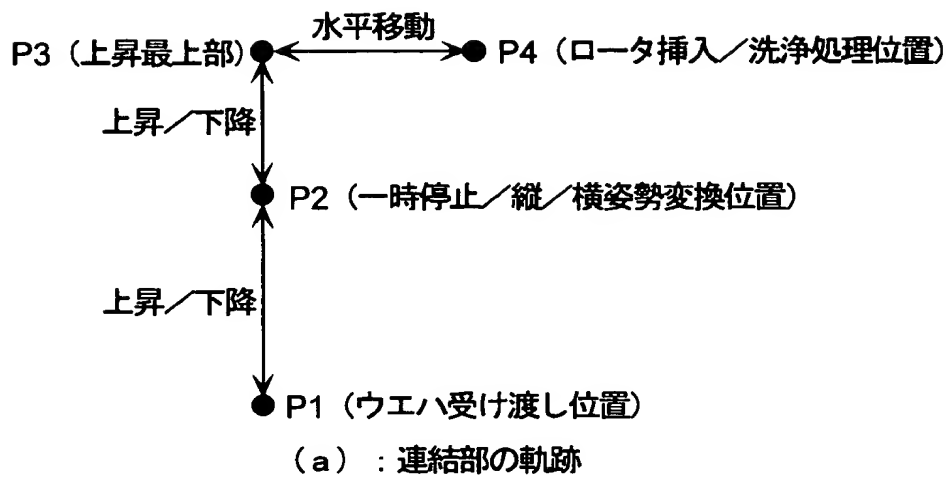 水平移動
P3（上昇最上部） P4（ロータ挿入／洗浄処理位置）
上昇／下降
P2（一時停止／縦／横姿勢変換位置）
上昇／下降
P1（ウエハ受け渡し位置）
（a）：連結部の軌跡